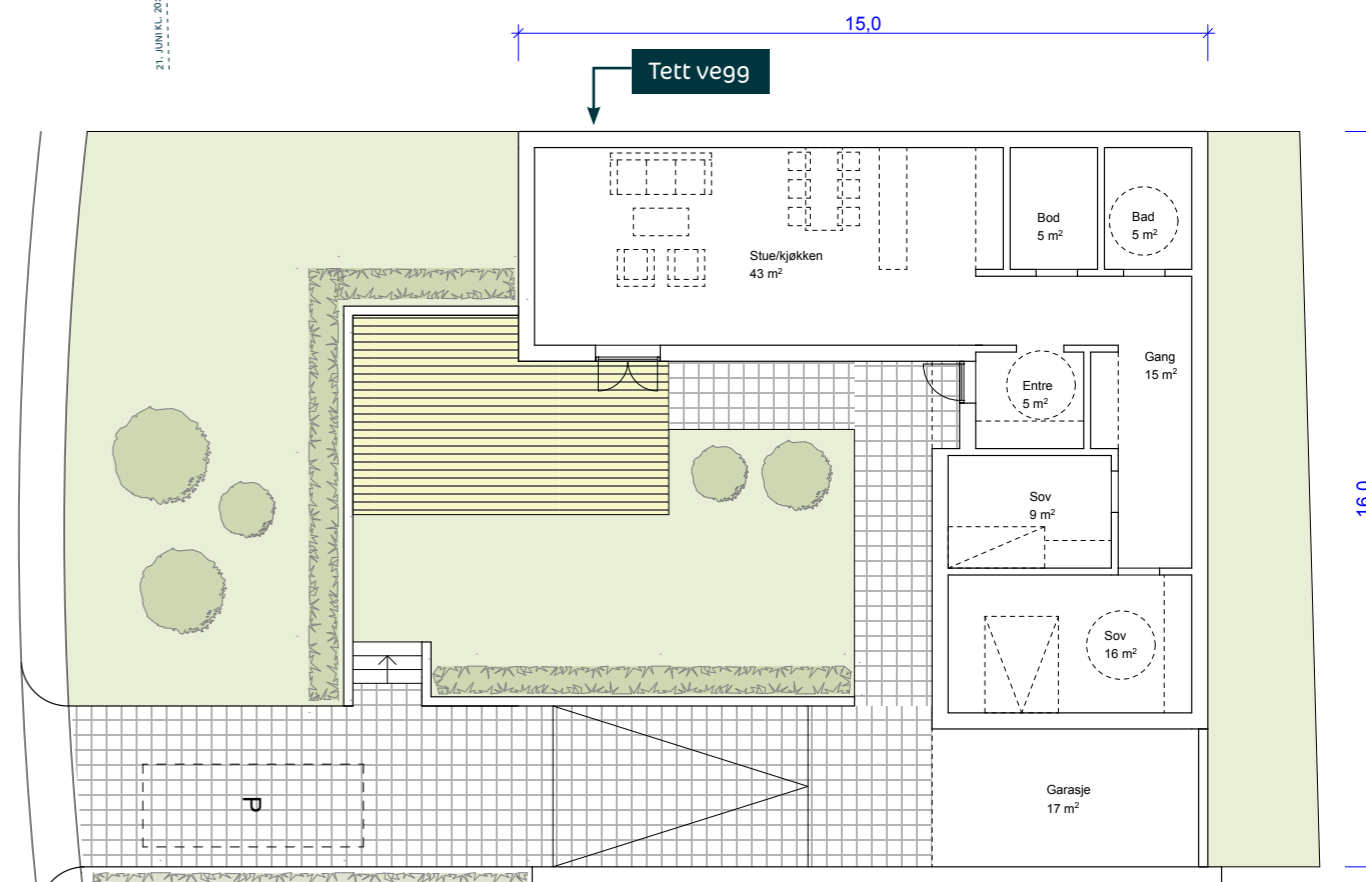 21. JUNI KL. 20:
15,0
Tett vegg
Bod
5 m²
Bad
5 m²
Stue/kjøkken
43 m²
Gang
15 m²
Entre
5 m²
Sov
9 m²
16,0
Sov
16 m²
Garasje
17 m²
P